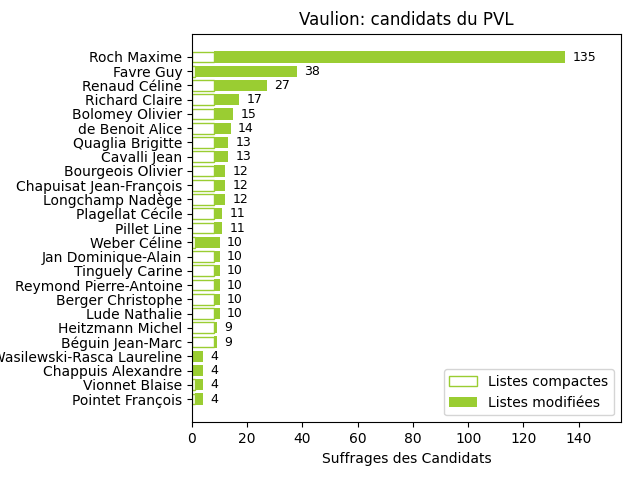 Vaulion: candidats du PVL
Roch Maxime 135
Favre Guy 38
Renaud Céline 27
Richard Claire 17
Bolomey Olivier 15
de Benoit Alice 14
Quaglia Brigitte 13
Cavalli Jean 13
Bourgeois Olivier 12
Chapuisat Jean-François 12
Longchamp Nadège 12
Plagellat Cécile 11
Pillet Line 11
Weber Céline 10
Jan Dominique-Alain 10
Tinguely Carine 10
Reymond Pierre-Antoine 10
Berger Christophe 10
Lude Nathalie 10
Heitzmann Michel 9
Béguin Jean-Marc 9
Wasilewski-Rasca Laureline 4
Chappuis Alexandre 4
Vionnet Blaise 4
Pointet François 4
Listes compactes
Listes modifiées
0 20 40 60 80 100 120 140
Suffrages des Candidats